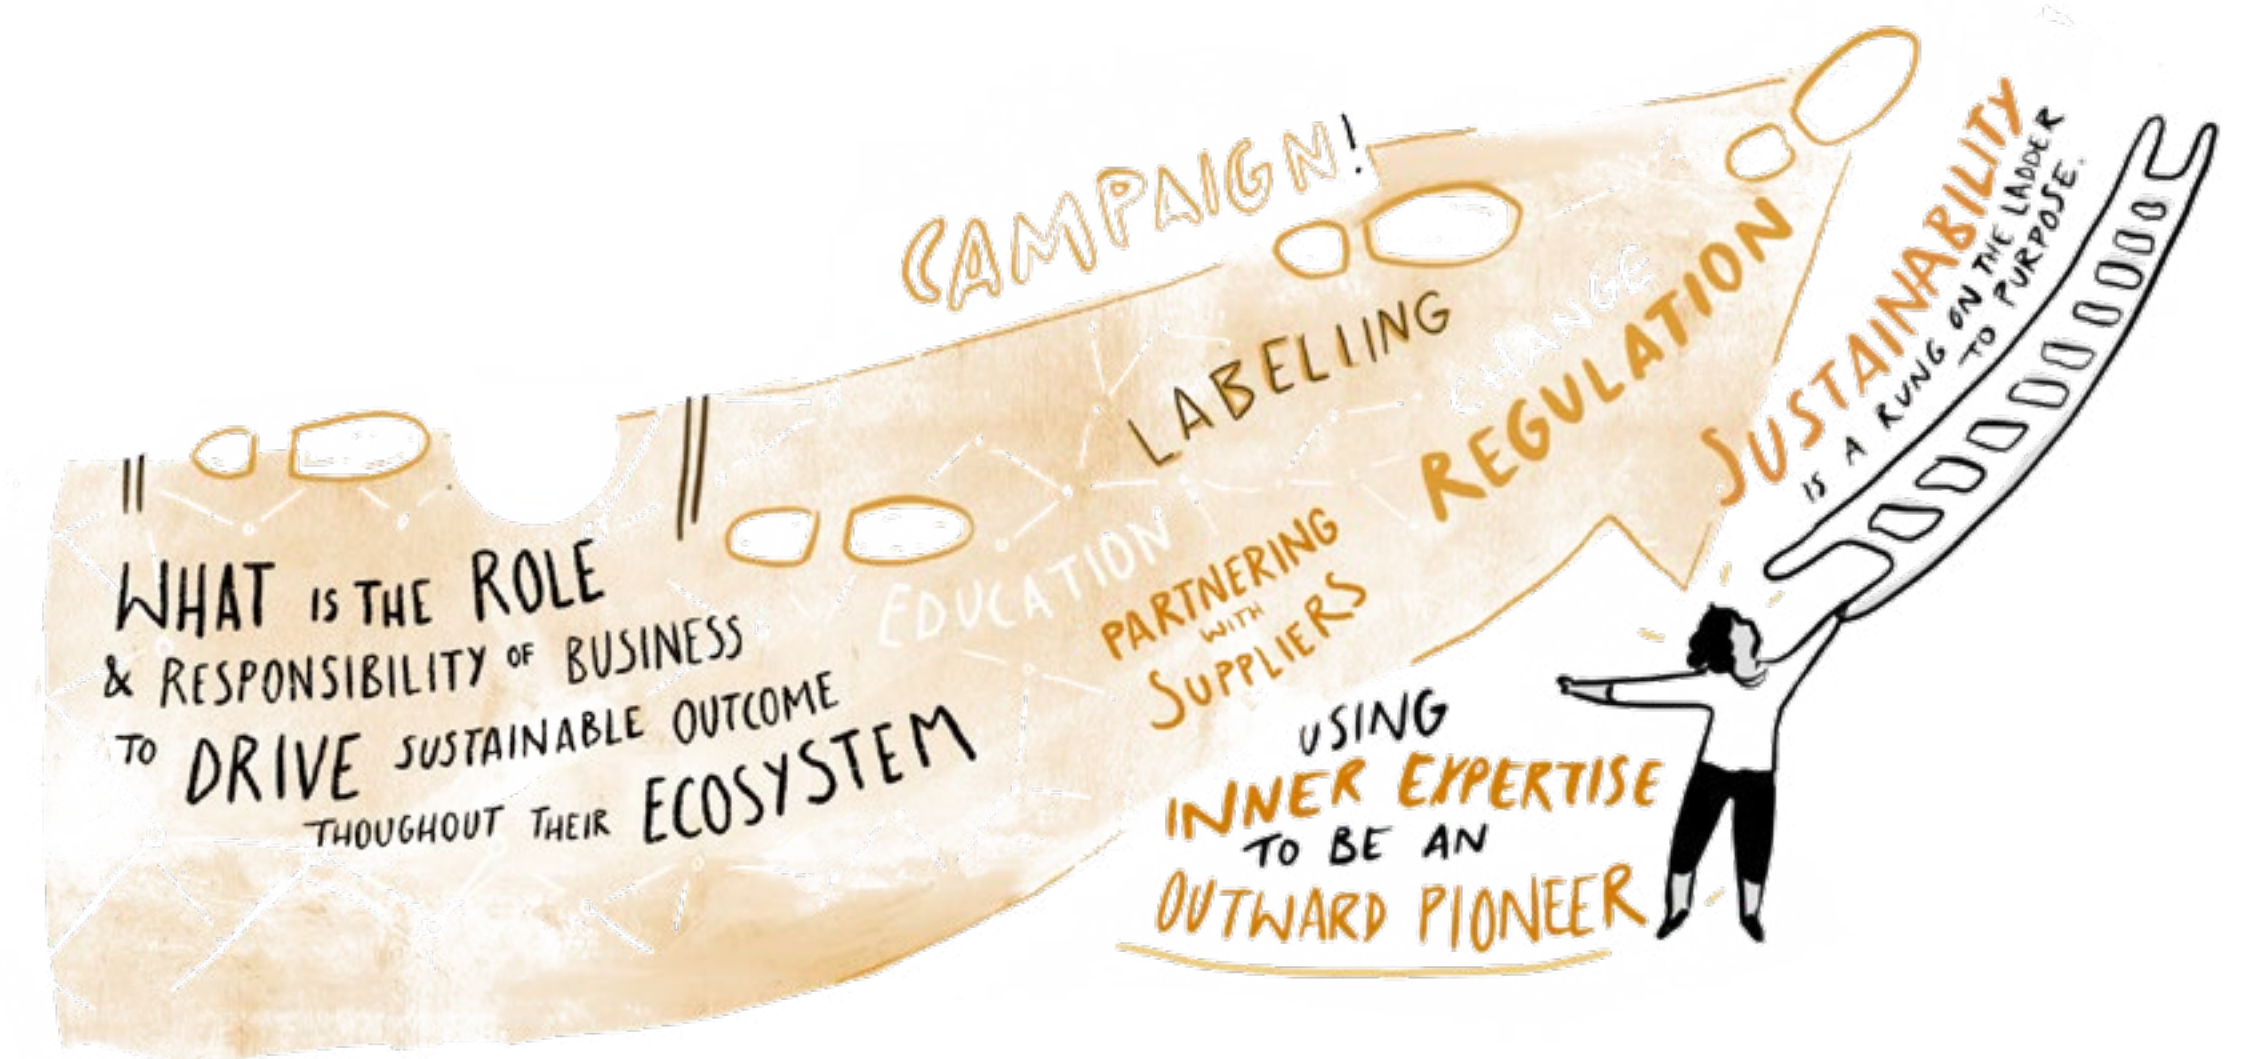 WHAT IS THE ROLE
& RESPONSIBILITY OF BUSINESS
TO DRIVE SUSTAINABLE OUTCOME
THOUGHOUT THEIR ECOSYSTEM
CAMPAIGN!
EDUCATION
LABELLING
CHANGE
PARTNERING
WITH
SUPPLIERS
REGULATION
SUSTAINABILITY
IS A RUNG ON THE LADDER
TO PURPOSE.
USING
INNER EXPERTISE
TO BE AN
OUTWARD PIONEER